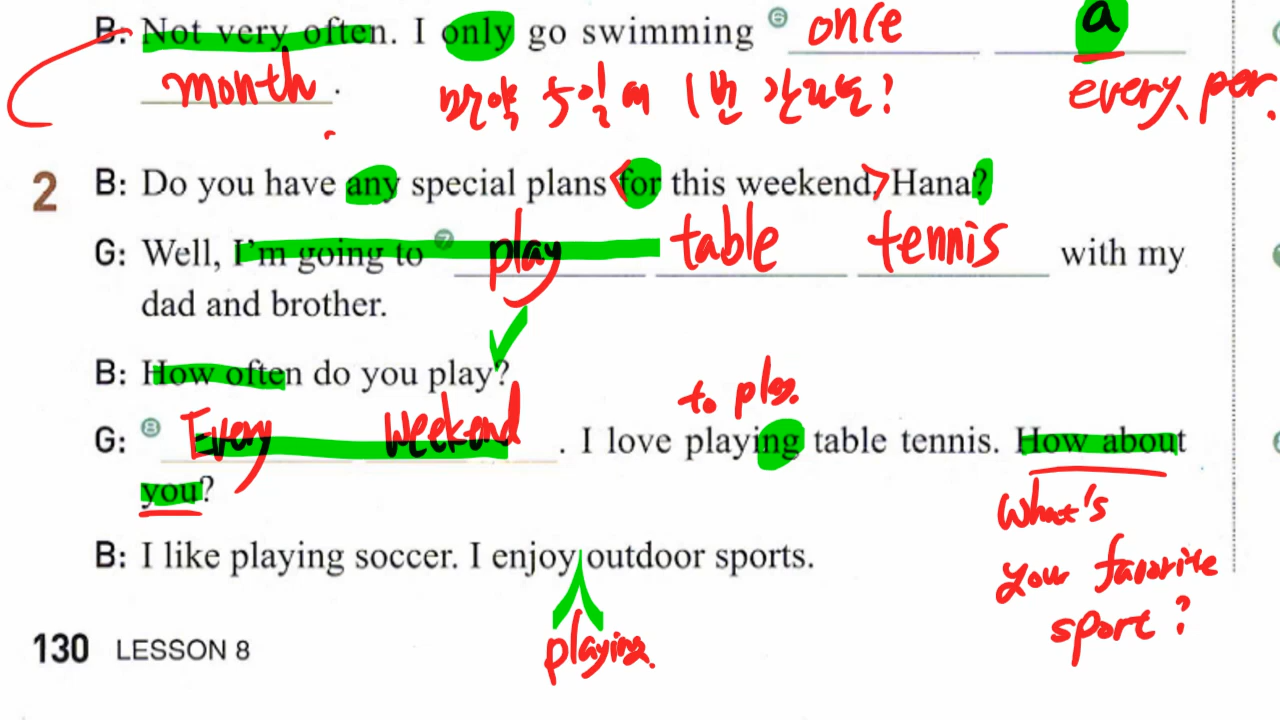 B: Not very often. I only go swimming ⑥ once a
month. 만약 5일에 1번 간다면? every, per.
2 B: Do you have any special plans <for this weekend,> Hana?
G: Well, I'm going to ⑦ play table tennis with my
dad and brother.
B: How often do you play?
to play.
G: ⑧ Every weekend. I love playing table tennis. How about
you?
What's
your favorite
sport?
B: I like playing soccer. I enjoy outdoor sports.
playing.
130 LESSON 8